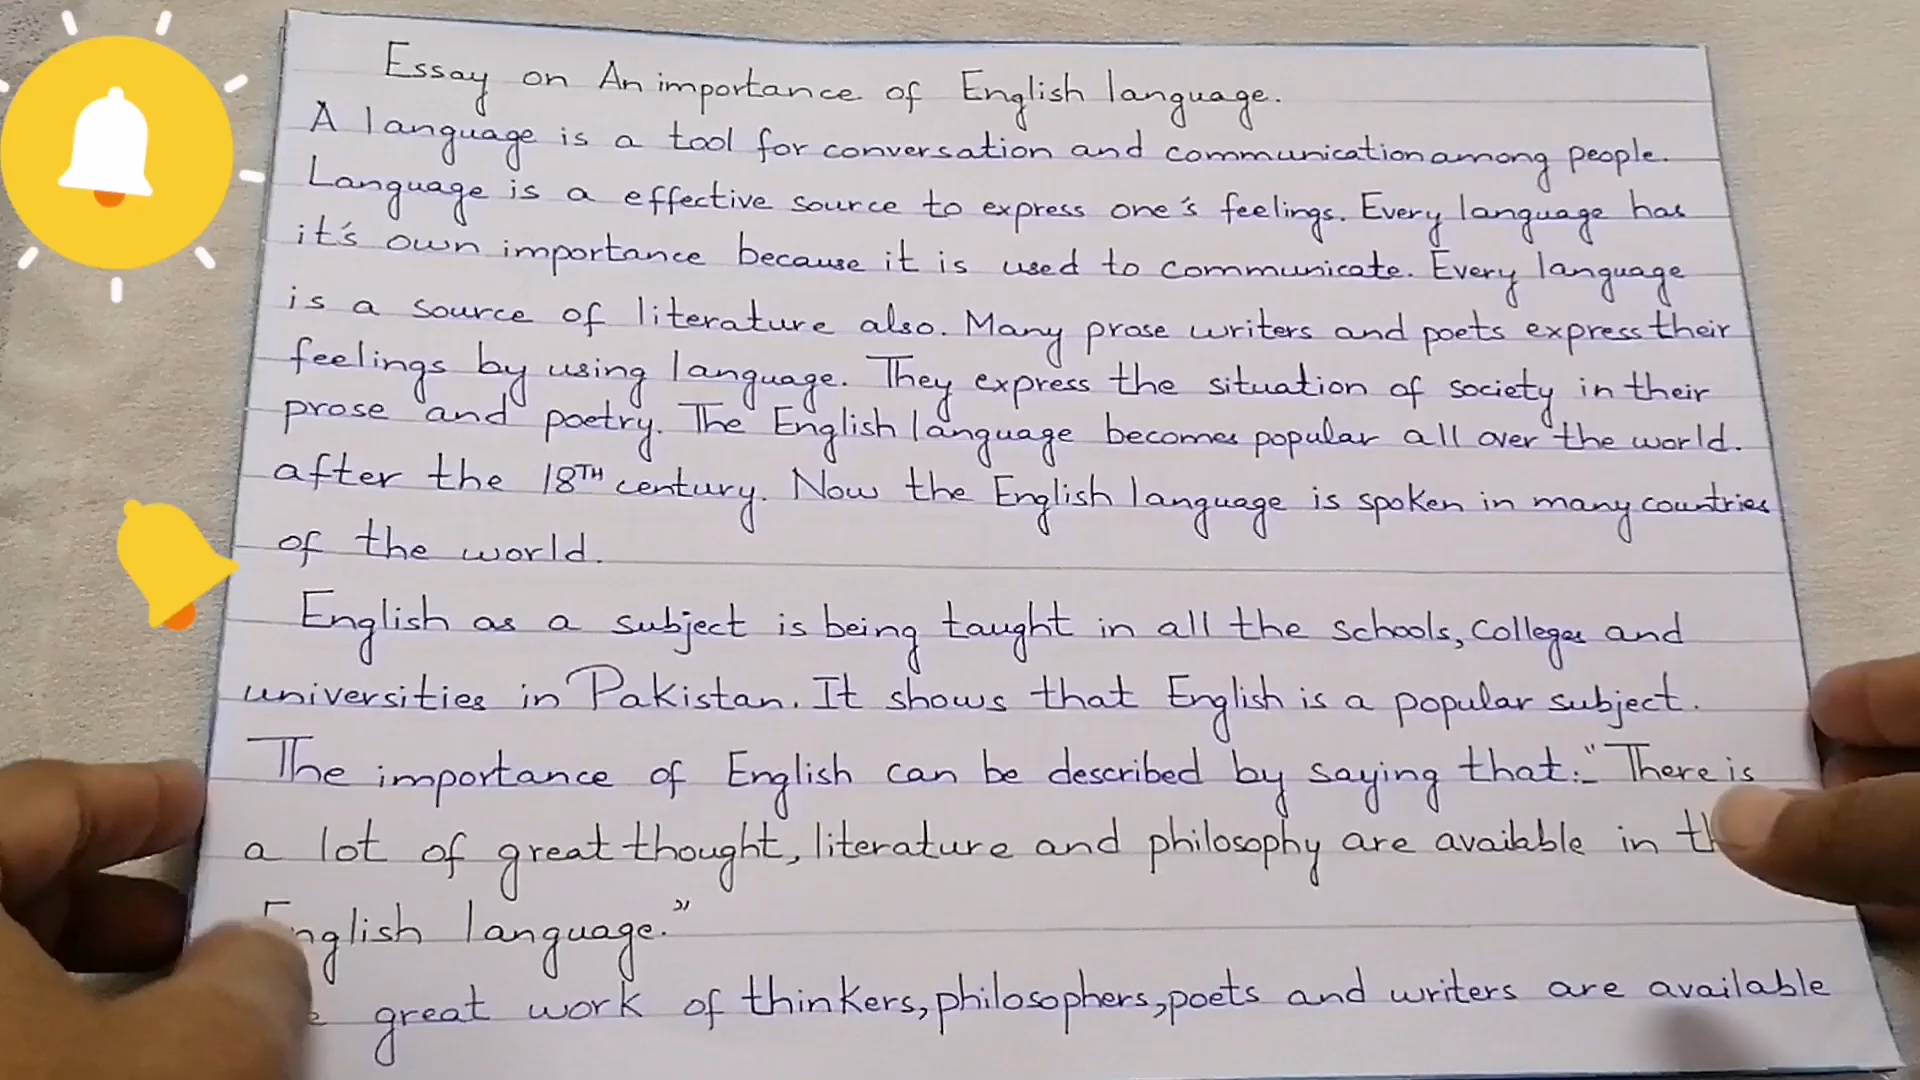 Essay on An importance of English language.
A language is a tool for conversation and communication among people.
Language is a effective source to express one's feelings. Every language has
it's own importance because it is used to communicate. Every language
is a source of literature also. Many prose writers and poets express their
feelings by using language. They express the situation of society in their
prose and poetry. The English language becomes popular all over the world.
after the 18TH century. Now the English language is spoken in many countries
of the world.
English as a subject is being taught in all the schools, colleges and
universities in Pakistan. It shows that English is a popular subject.
The importance of English can be described by saying that:- "There is
a lot of great thought, literature and philosophy are available in
English language."
great work of thinkers, philosophers, poets and writers are available